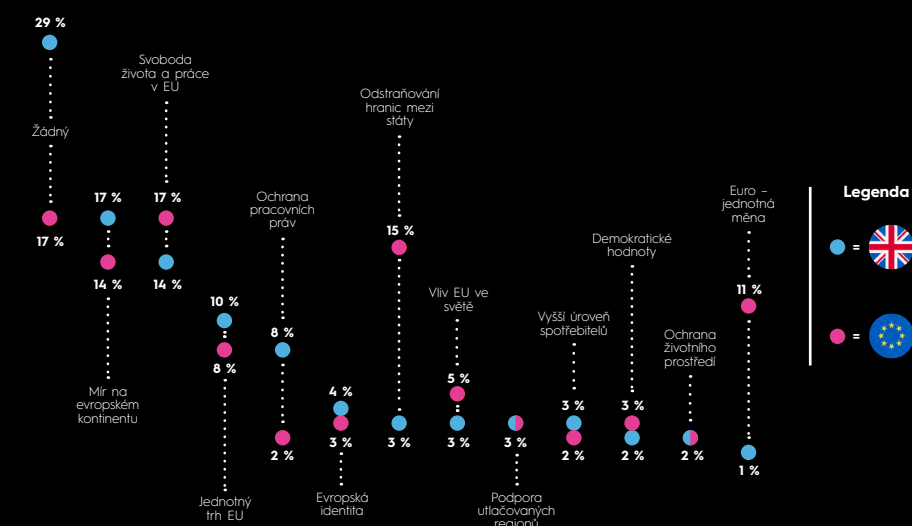 29 %
Žádný
17 %
17 %
14 %
Mír na
evropském
kontinentu
Svoboda
života a práce
v EU
17 %
14 %
10 %
8 %
Jednotný
trh EU
Ochrana
pracovních
práv
8 %
2 %
4 %
3 %
Evropská
identita
Odstraňování
hranic mezi
státy
15 %
3 %
Vliv EU ve
světě
5 %
3 %
3 %
Podpora
utlačovaných
regionů
Vyšší úroveň
spotřebitelů
3 %
2 %
Demokratické
hodnoty
3 %
2 %
Ochrana
životního
prostředí
2 %
Euro –
jednotná
měna
11 %
1 %
Legenda
=
=